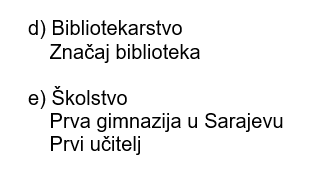 d) Bibliotekarstvo
Značaj biblioteka
e) Školstvo
Prva gimnazija u Sarajevu
Prvi učitelj